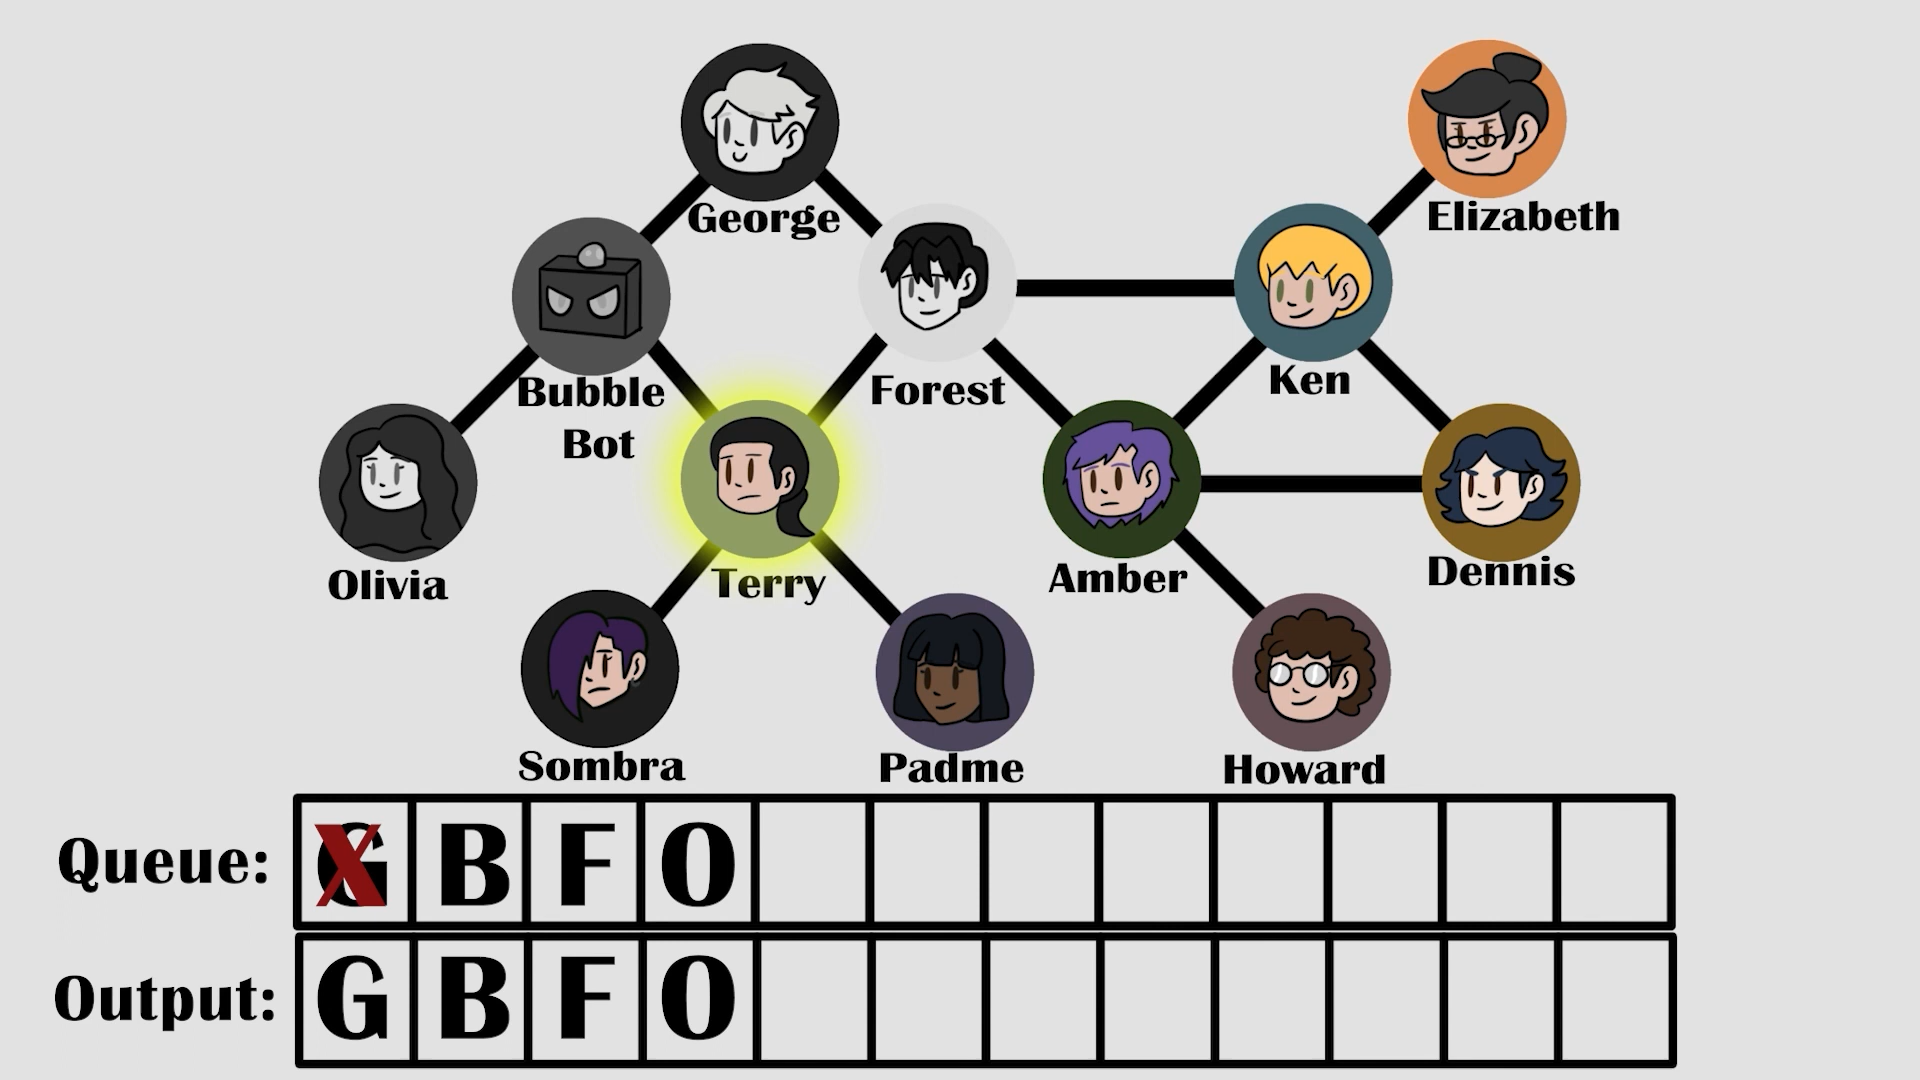 George
Elizabeth
Bubble
Bot
Forest
Ken
Olivia
Terry
Amber
Dennis
Sombra
Padme
Howard
Queue: G X B F O
Output: G B F O